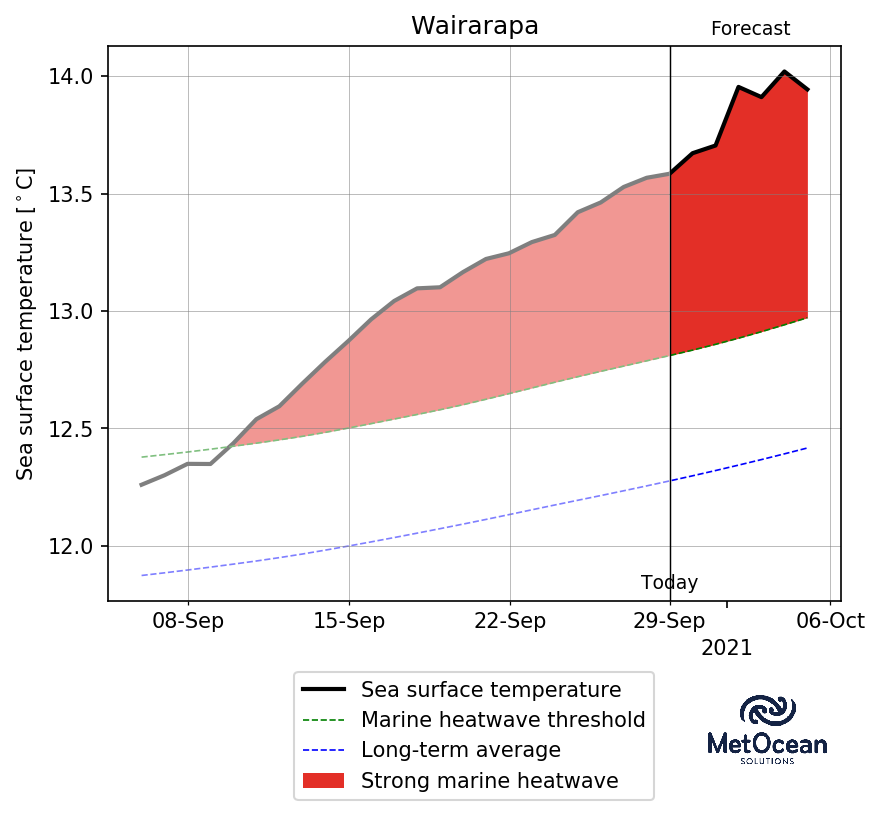 Wairarapa
Forecast
Sea surface temperature [°C]
14.0
13.5
13.0
12.5
12.0
Today
08-Sep 15-Sep 22-Sep 29-Sep 06-Oct
2021
Sea surface temperature
Marine heatwave threshold
Long-term average
Strong marine heatwave
MetOcean
SOLUTIONS